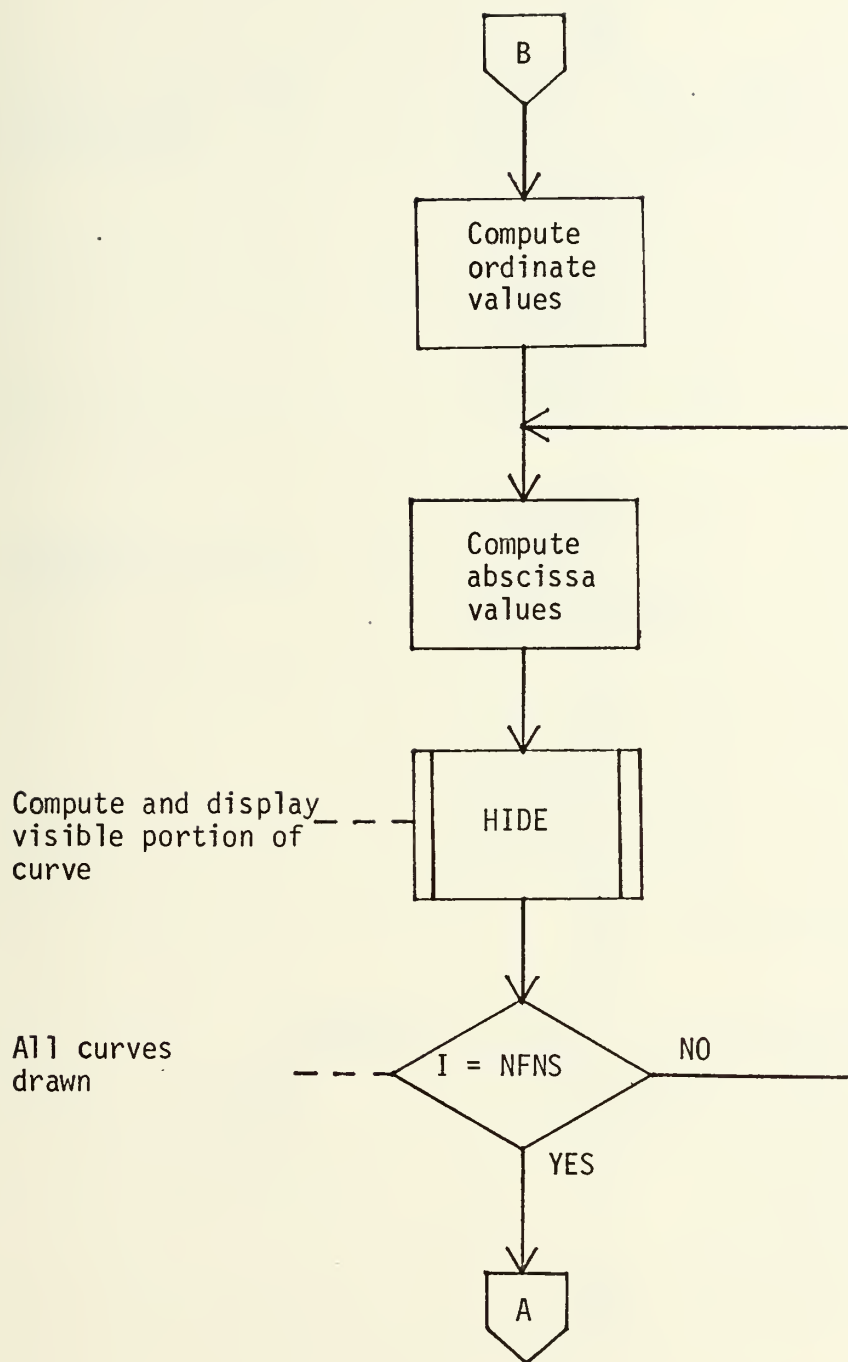 B
Compute
ordinate
values
Compute
abscissa
values
Compute and display
visible portion of
curve
HIDE
All curves
drawn
I = NFNS
NO
YES
A